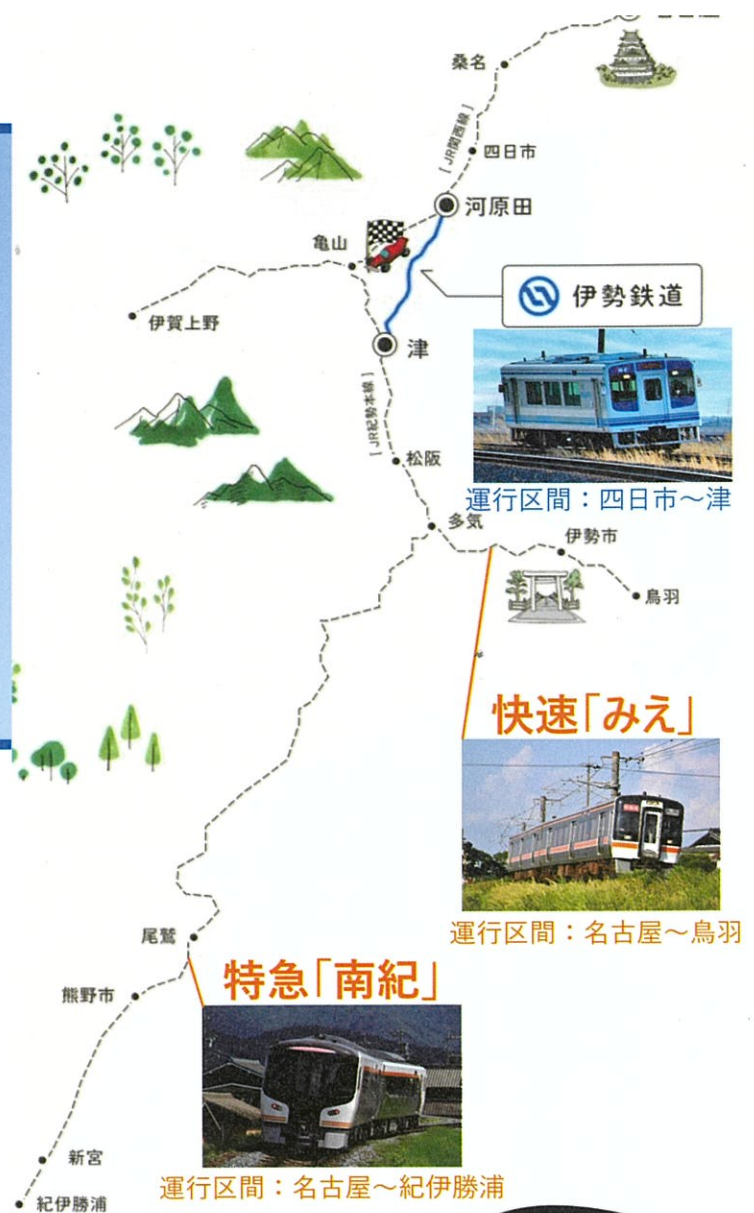 桑名
[JR関西線]
四日市
河原田
亀山
伊勢鉄道
伊賀上野
津
[JR紀勢本線]
松阪
運行区間：四日市～津
多気
伊勢市
鳥羽
快速「みえ」
運行区間：名古屋～鳥羽
尾鷲
特急「南紀」
熊野市
新宮
運行区間：名古屋～紀伊勝浦
紀伊勝浦